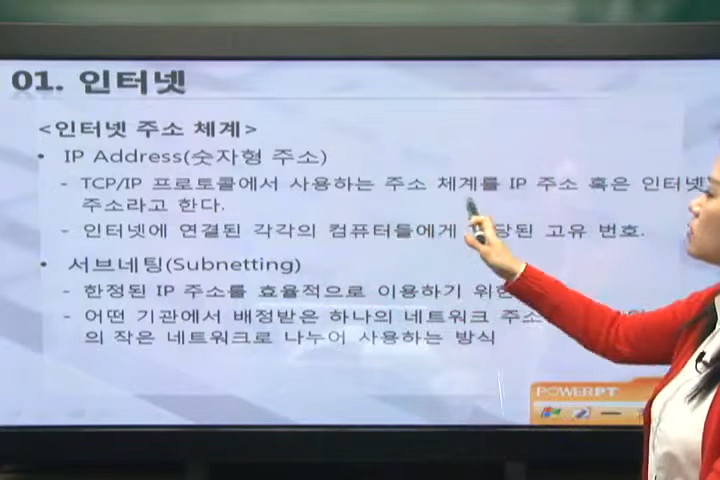 01. 인터넷
<인터넷 주소 체계>
• IP Address(숫자형 주소)
- TCP/IP 프로토콜에서 사용하는 주소 체계를 IP 주소 혹은 인터넷
주소라고 한다.
- 인터넷에 연결된 각각의 컴퓨터들에게 당된 고유 번호.
• 서브네팅(Subnetting)
- 한정된 IP 주소를 효율적으로 이용하기 위한
- 어떤 기관에서 배정받은 하나의 네트워크 주소
의 작은 네트워크로 나누어 사용하는 방식
POWERPT